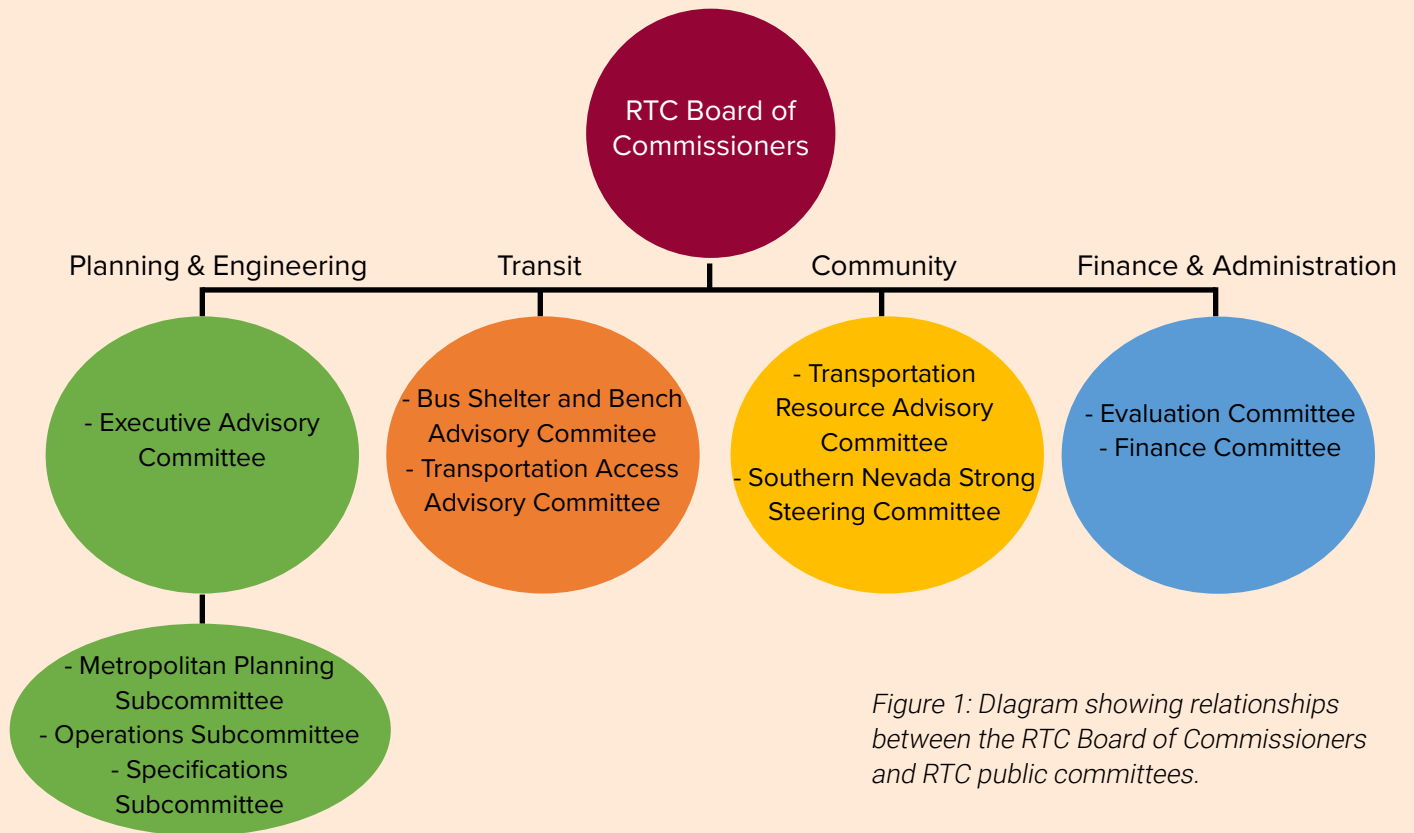 RTC Board of
Commissioners
Planning & Engineering
Transit
Community
Finance & Administration
- Executive Advisory
Committee
- Bus Shelter and Bench
Advisory Commitee
- Transportation Access
Advisory Committee
- Transportation
Resource Advisory
Committee
- Southern Nevada Strong
Steering Committee
- Evaluation Committee
- Finance Committee
- Metropolitan Planning
Subcommittee
- Operations Subcommittee
- Specifications
Subcommittee
Figure 1: DIagram showing relationships
between the RTC Board of Commissioners
and RTC public committees.